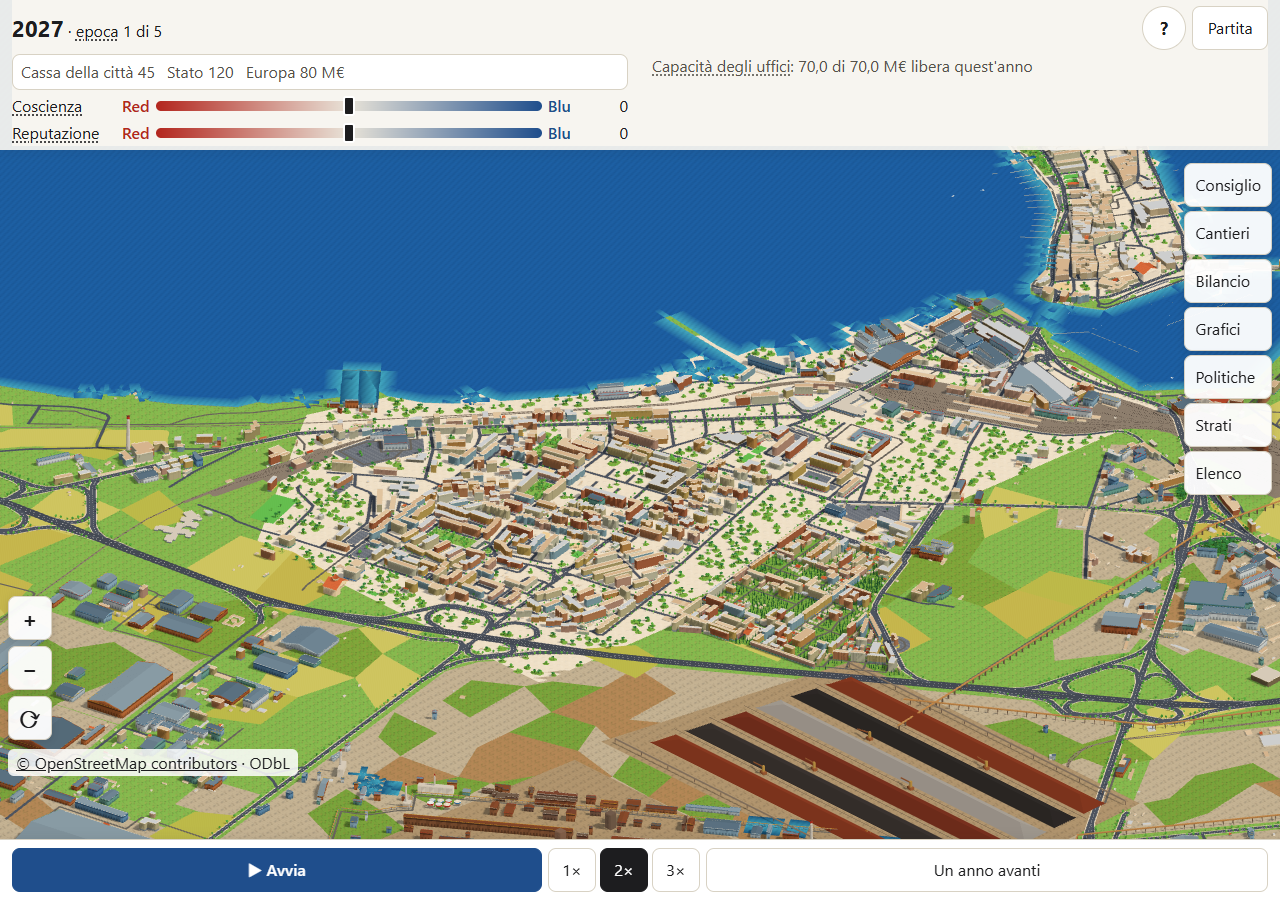 2027 · epoca 1 di 5
?
Partita
Cassa della città 45 Stato 120 Europa 80 M€
Capacità degli uffici: 70,0 di 70,0 M€ libera quest'anno
Coscienza Red Blu 0
Reputazione Red Blu 0
Consiglio
Cantieri
Bilancio
Grafici
Politiche
Strati
Elenco
+
−
© OpenStreetMap contributors · ODbL
▶ Avvia
1×
2×
3×
Un anno avanti